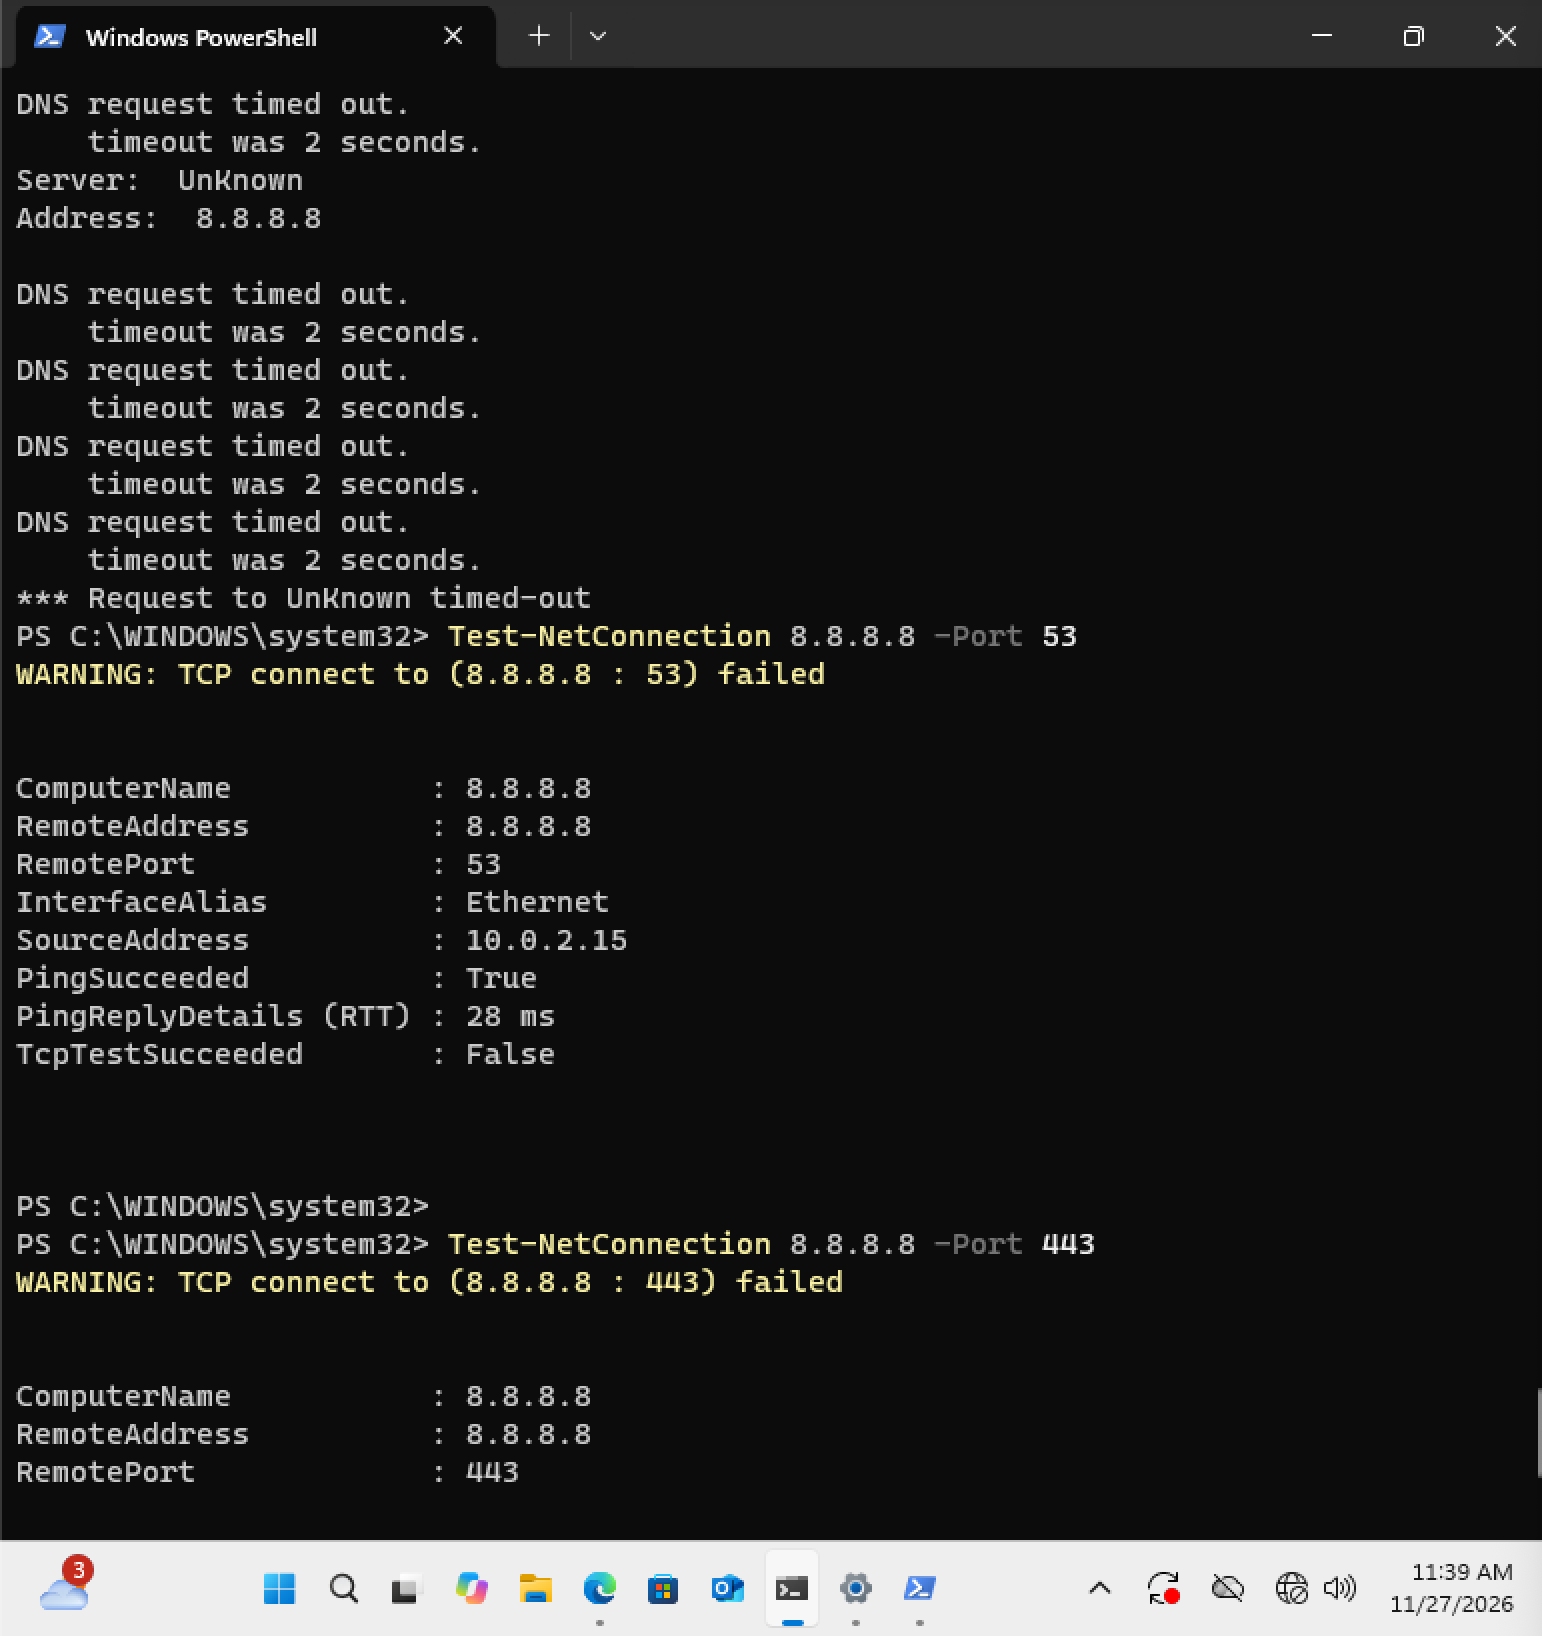 Windows PowerShell
DNS request timed out.
    timeout was 2 seconds.
Server:  UnKnown
Address:  8.8.8.8

DNS request timed out.
    timeout was 2 seconds.
DNS request timed out.
    timeout was 2 seconds.
DNS request timed out.
    timeout was 2 seconds.
DNS request timed out.
    timeout was 2 seconds.
*** Request to UnKnown timed-out
PS C:\WINDOWS\system32> Test-NetConnection 8.8.8.8 -Port 53
WARNING: TCP connect to (8.8.8.8 : 53) failed

ComputerName           : 8.8.8.8
RemoteAddress          : 8.8.8.8
RemotePort             : 53
InterfaceAlias         : Ethernet
SourceAddress          : 10.0.2.15
PingSucceeded          : True
PingReplyDetails (RTT) : 28 ms
TcpTestSucceeded       : False

PS C:\WINDOWS\system32>
PS C:\WINDOWS\system32> Test-NetConnection 8.8.8.8 -Port 443
WARNING: TCP connect to (8.8.8.8 : 443) failed

ComputerName           : 8.8.8.8
RemoteAddress          : 8.8.8.8
RemotePort             : 443
3
11:39 AM
11/27/2026